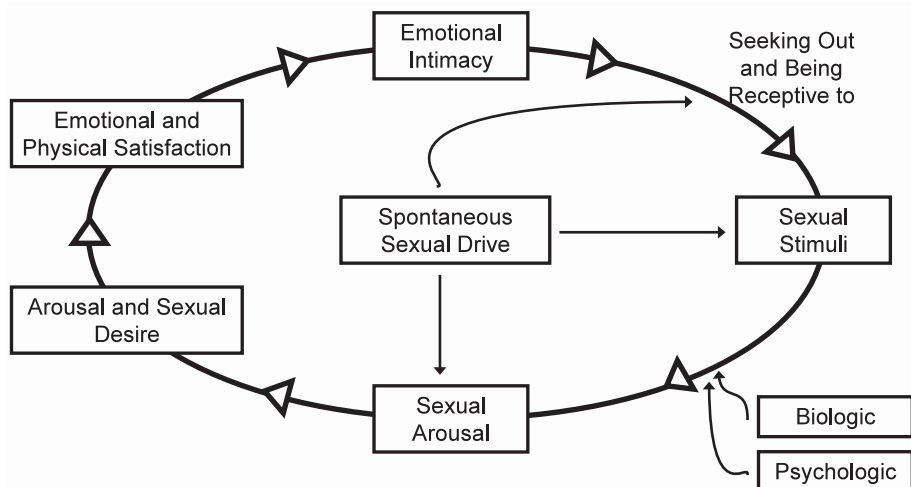 Emotional
Intimacy
Seeking Out
and Being
Receptive to
Emotional and
Physical Satisfaction
Spontaneous
Sexual Drive
Sexual
Stimuli
Arousal and Sexual
Desire
Sexual
Arousal
Biologic
Psychologic